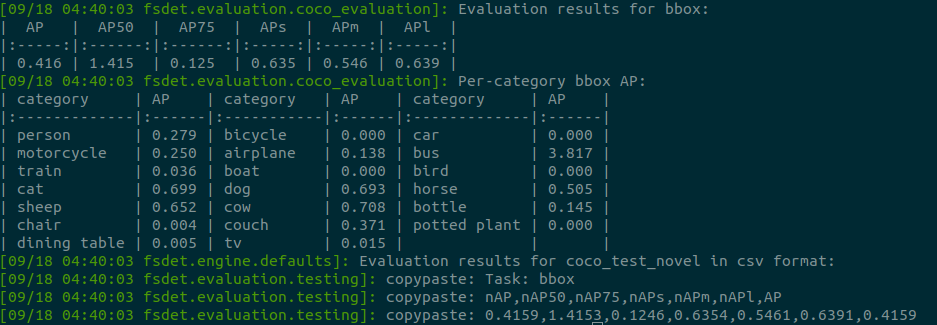 [09/18 04:40:03 fsdet.evaluation.coco_evaluation]: Evaluation results for bbox:
|  AP   | AP50  | AP75  |  APs  |  APm  |  APl  |
|:-----:|:------:|:------:|:-----:|:-----:|:-----:|
| 0.416 | 1.415 | 0.125 | 0.635 | 0.546 | 0.639 |
[09/18 04:40:03 fsdet.evaluation.coco_evaluation]: Per-category bbox AP:
| category     | AP    | category   | AP    | category     | AP    |
|:-------------|:------|:-----------|:------|:-------------|:------|
| person       | 0.279 | bicycle    | 0.000 | car          | 0.000 |
| motorcycle   | 0.250 | airplane   | 0.138 | bus          | 3.817 |
| train        | 0.036 | boat       | 0.000 | bird         | 0.000 |
| cat          | 0.699 | dog        | 0.693 | horse        | 0.505 |
| sheep        | 0.652 | cow        | 0.708 | bottle       | 0.145 |
| chair        | 0.004 | couch      | 0.371 | potted plant | 0.000 |
| dining table | 0.005 | tv         | 0.015 |              |       |
[09/18 04:40:03 fsdet.engine.defaults]: Evaluation results for coco_test_novel in csv format:
[09/18 04:40:03 fsdet.evaluation.testing]: copypaste: Task: bbox
[09/18 04:40:03 fsdet.evaluation.testing]: copypaste: nAP,nAP50,nAP75,nAPs,nAPm,nAPl,AP
[09/18 04:40:03 fsdet.evaluation.testing]: copypaste: 0.4159,1.4153,0.1246,0.6354,0.5461,0.6391,0.4159